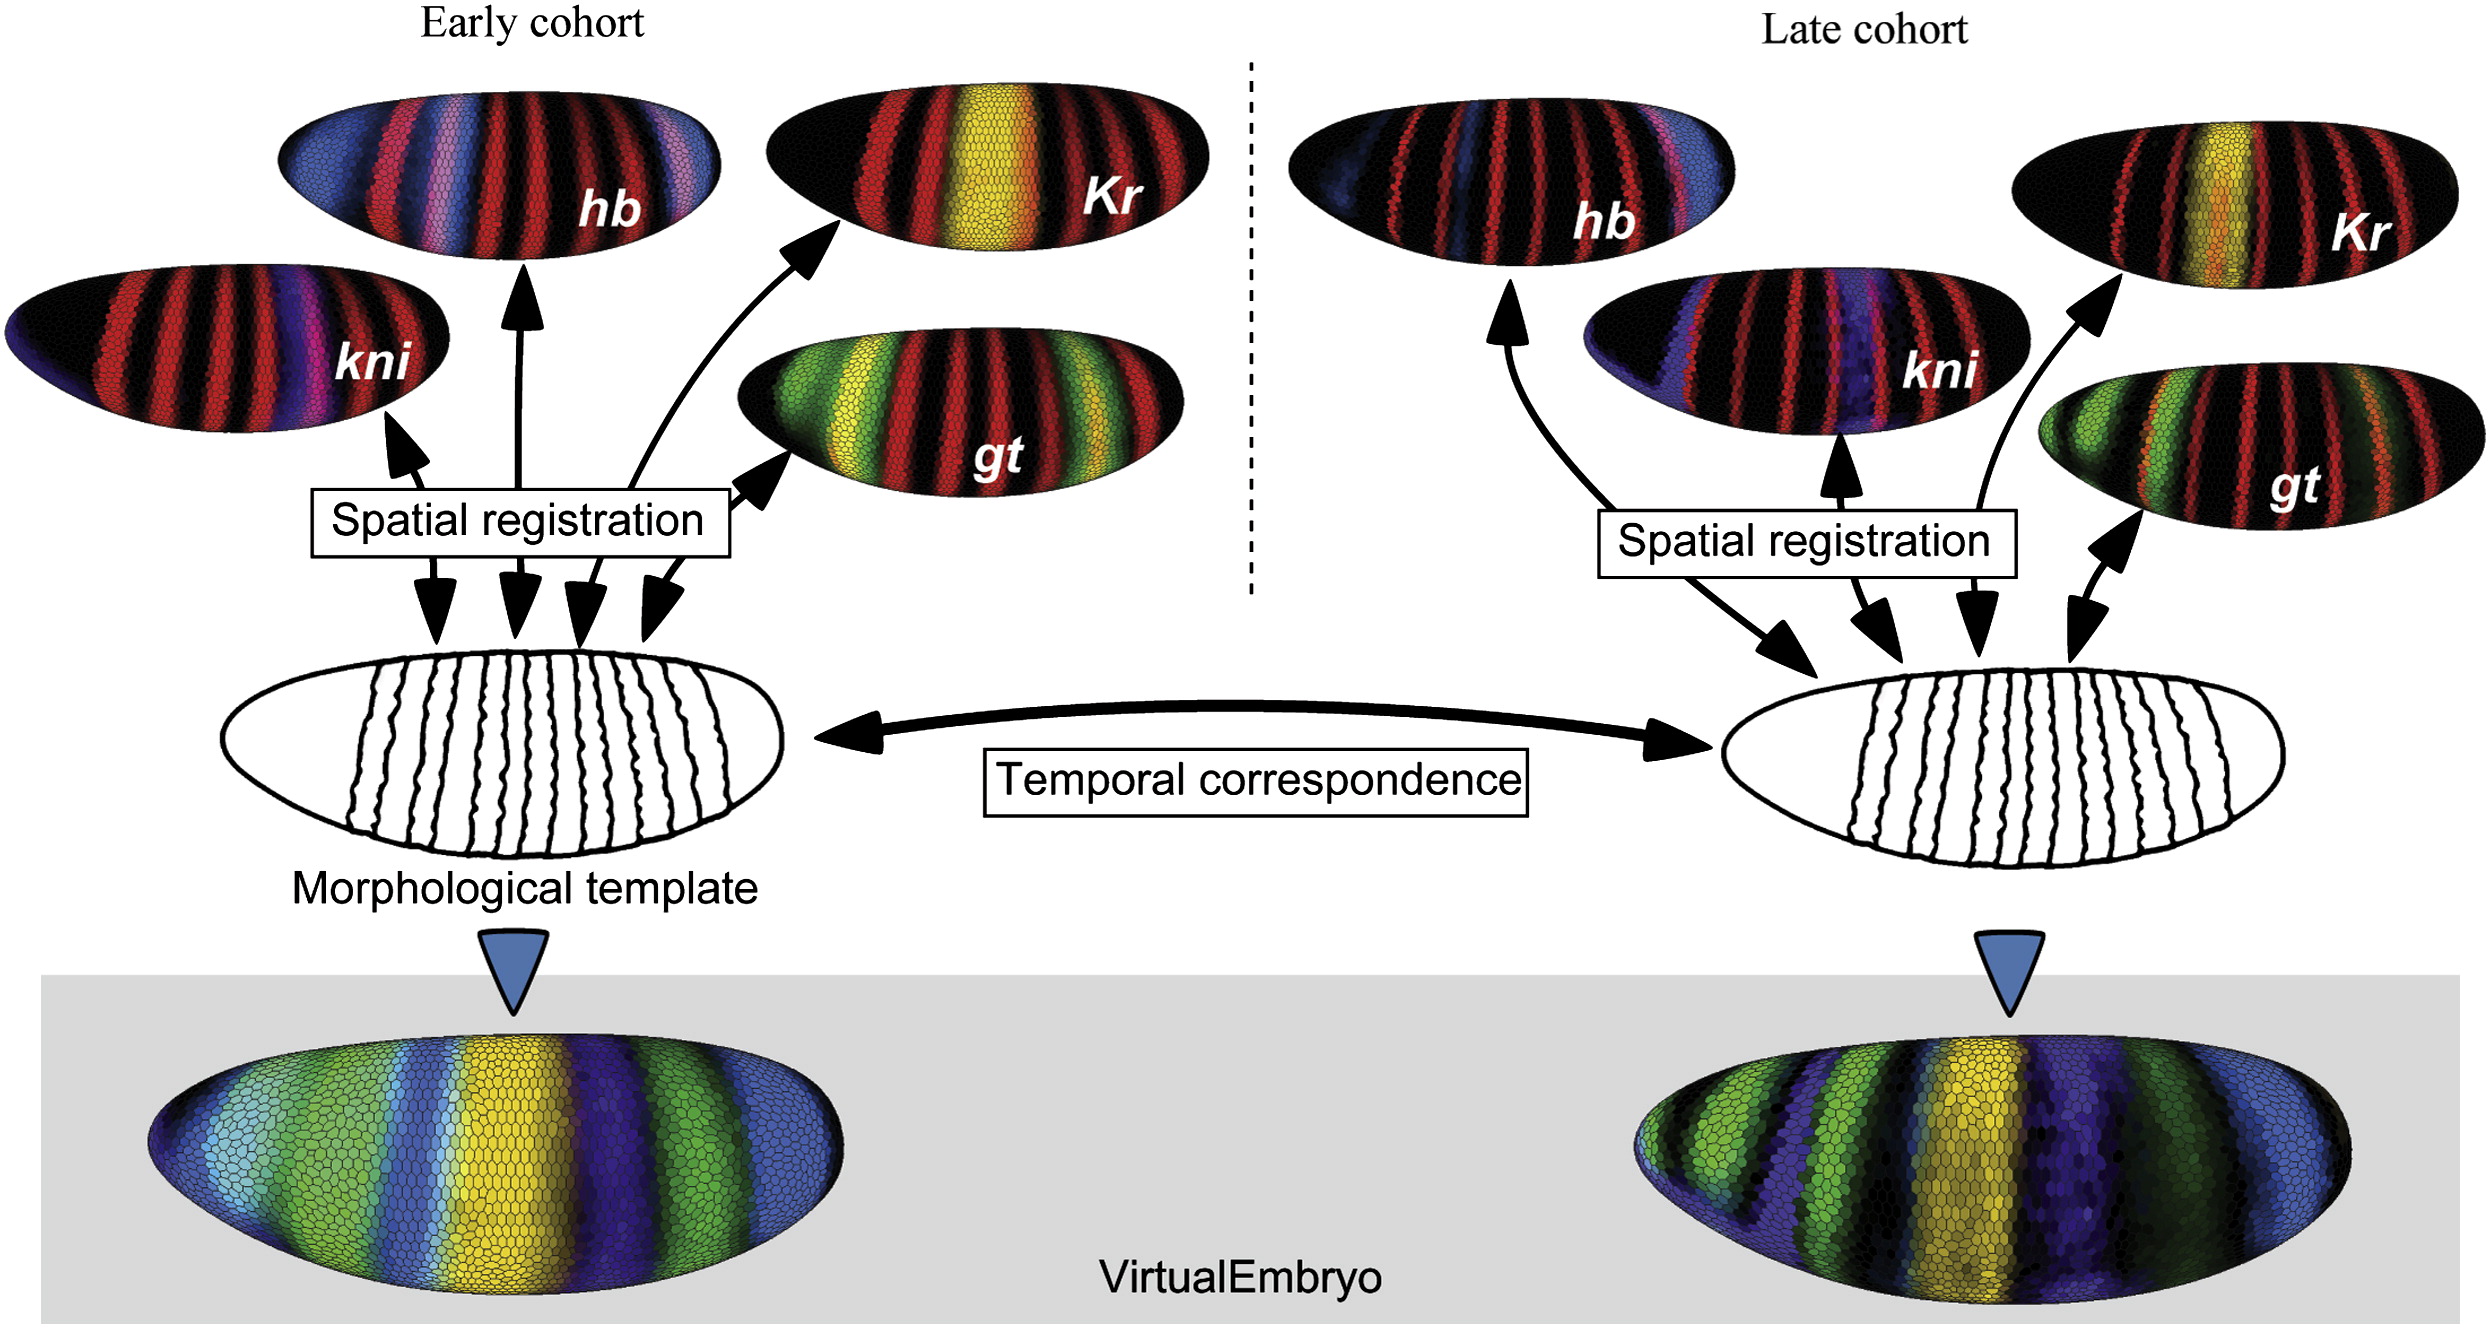 Early cohort
Late cohort
hb
Kr
kni
gt
Spatial registration
hb
Kr
kni
gt
Spatial registration
Temporal correspondence
Morphological template
VirtualEmbryo